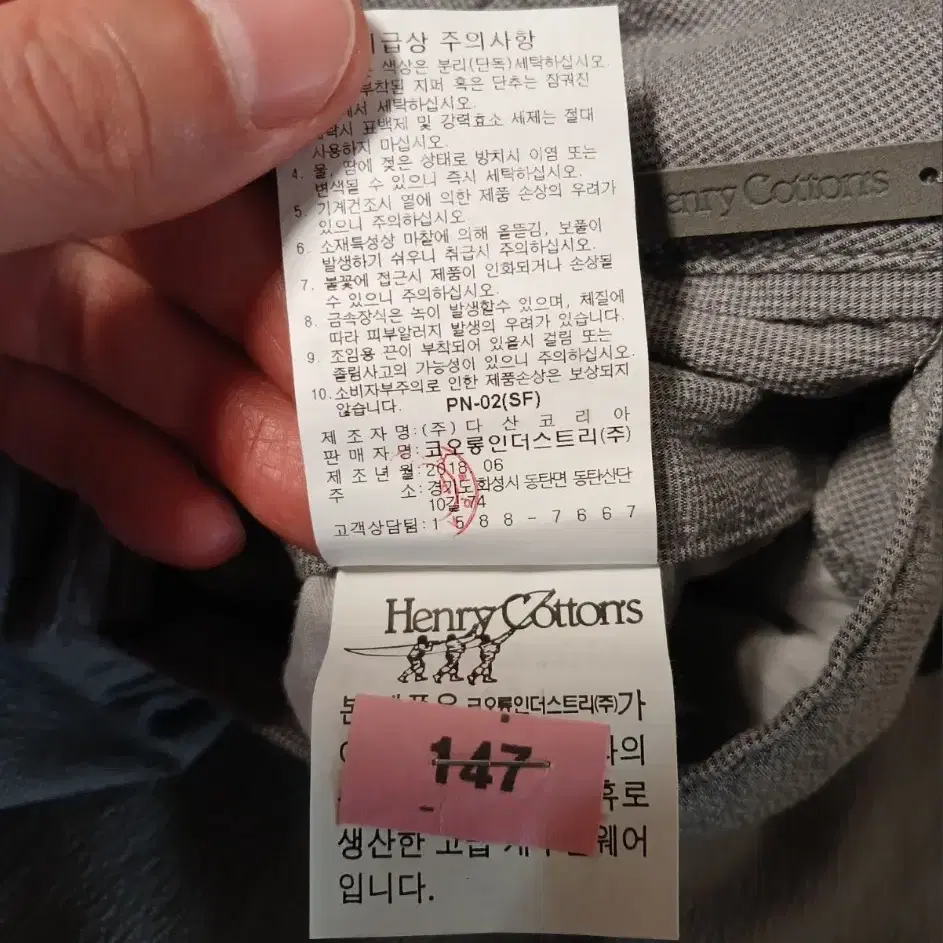 급상 주의사항
색상은 분리(단독)세탁하십시오.
부착된 지퍼 혹은 단추는 잠궈진
세탁하십시오.
표백제 및 강력효소 세제는 절대
사용하지 마십시오.
4. 물, 땀에 젖은 상태로 방치시 이염 또는
변색될 수 있으니 즉시 세탁하십시오.
5. 기계건조시 열에 의한 제품 손상의 우려가
있으니 주의하십시오.
6. 소재특성상 마찰에 의해 올뜯김, 보풀이
발생하기 쉬우니 취급시 주의하십시오.
7. 불꽃에 접근시 제품이 인화되거나 손상될
수 있으니 주의하십시오.
8. 금속장식은 녹이 발생할수 있으며, 체질에
따라 피부알러지 발생의 우려가 있습니다.
9. 조임용 끈이 부착되어 있을시 걸림 또는
졸림사고의 가능성이 있으니 주의하십시오.
10. 소비자부주의로 인한 제품손상은 보상되지
않습니다. PN-02(SF)
제 조 자 명:(주) 다 산 코 리 아
판 매 자 명:코오롱인더스트리(주)
제 조 년 월:2018. 06
주 소:경기도 화성시 동탄면 동탄산단
10길 74
고객상담팀:1 5 8 8 - 7 6 6 7
Henry Cotton's
Henry Cotton's
코오롱인더스트리(주)가
147
생산한 고급
입니다.